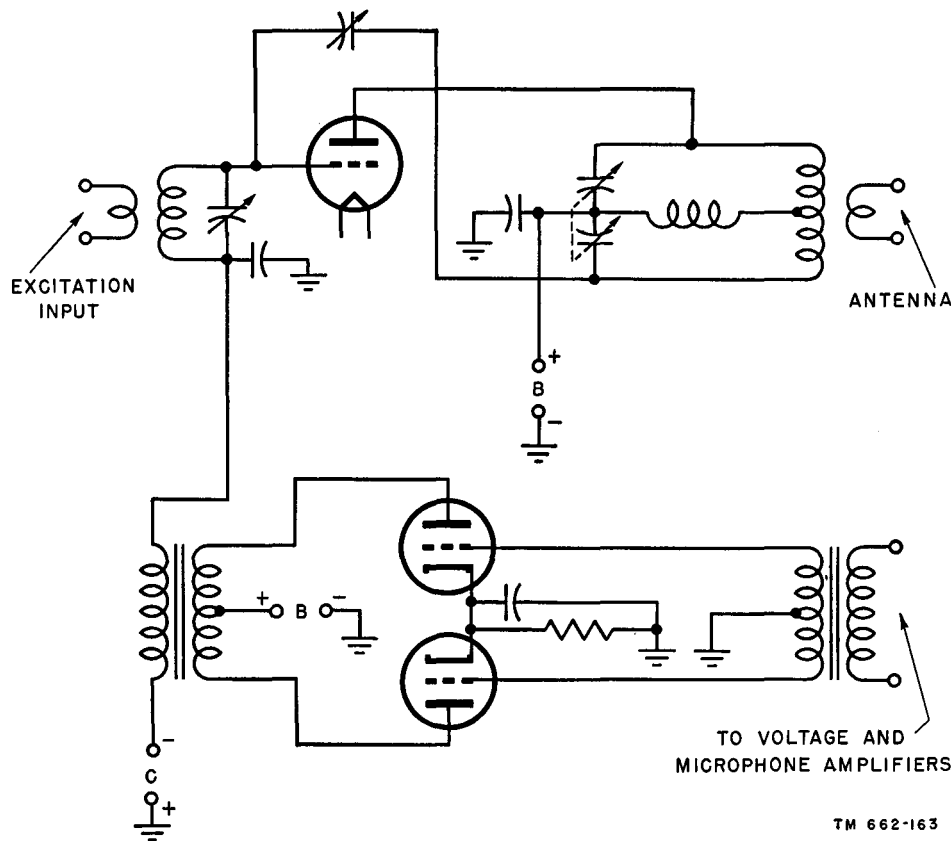 EXCITATION
INPUT
ANTENNA
+
B
-
+ B -
-
C
+
TO VOLTAGE AND
MICROPHONE AMPLIFIERS
TM 662-163